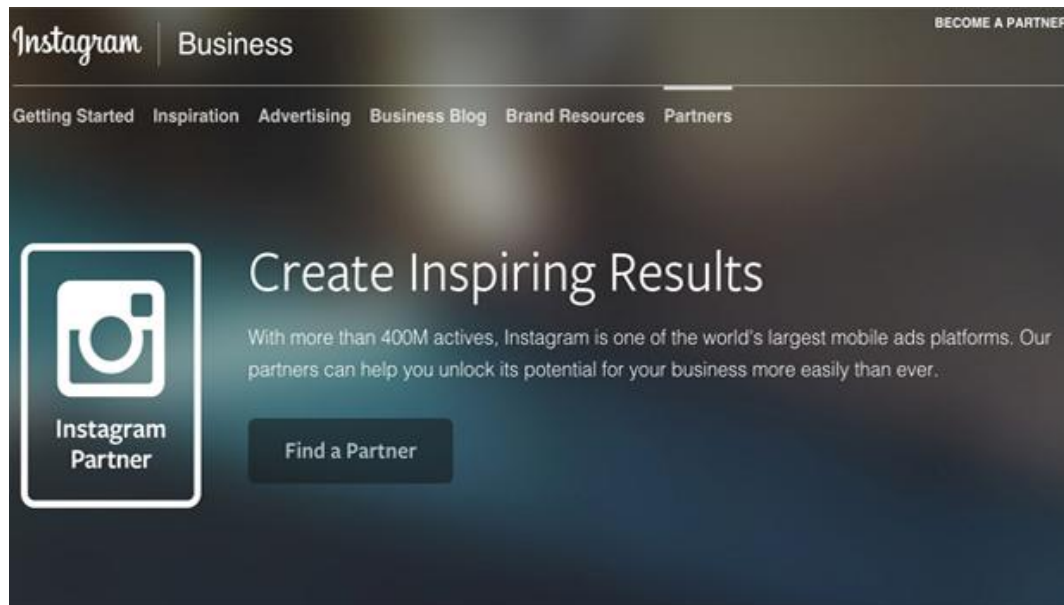 Instagram Business
BECOME A PARTNER
Getting Started Inspiration Advertising Business Blog Brand Resources Partners
Instagram
Partner
Create Inspiring Results
With more than 400M actives, Instagram is one of the world's largest mobile ads platforms. Our
partners can help you unlock its potential for your business more easily than ever.
Find a Partner